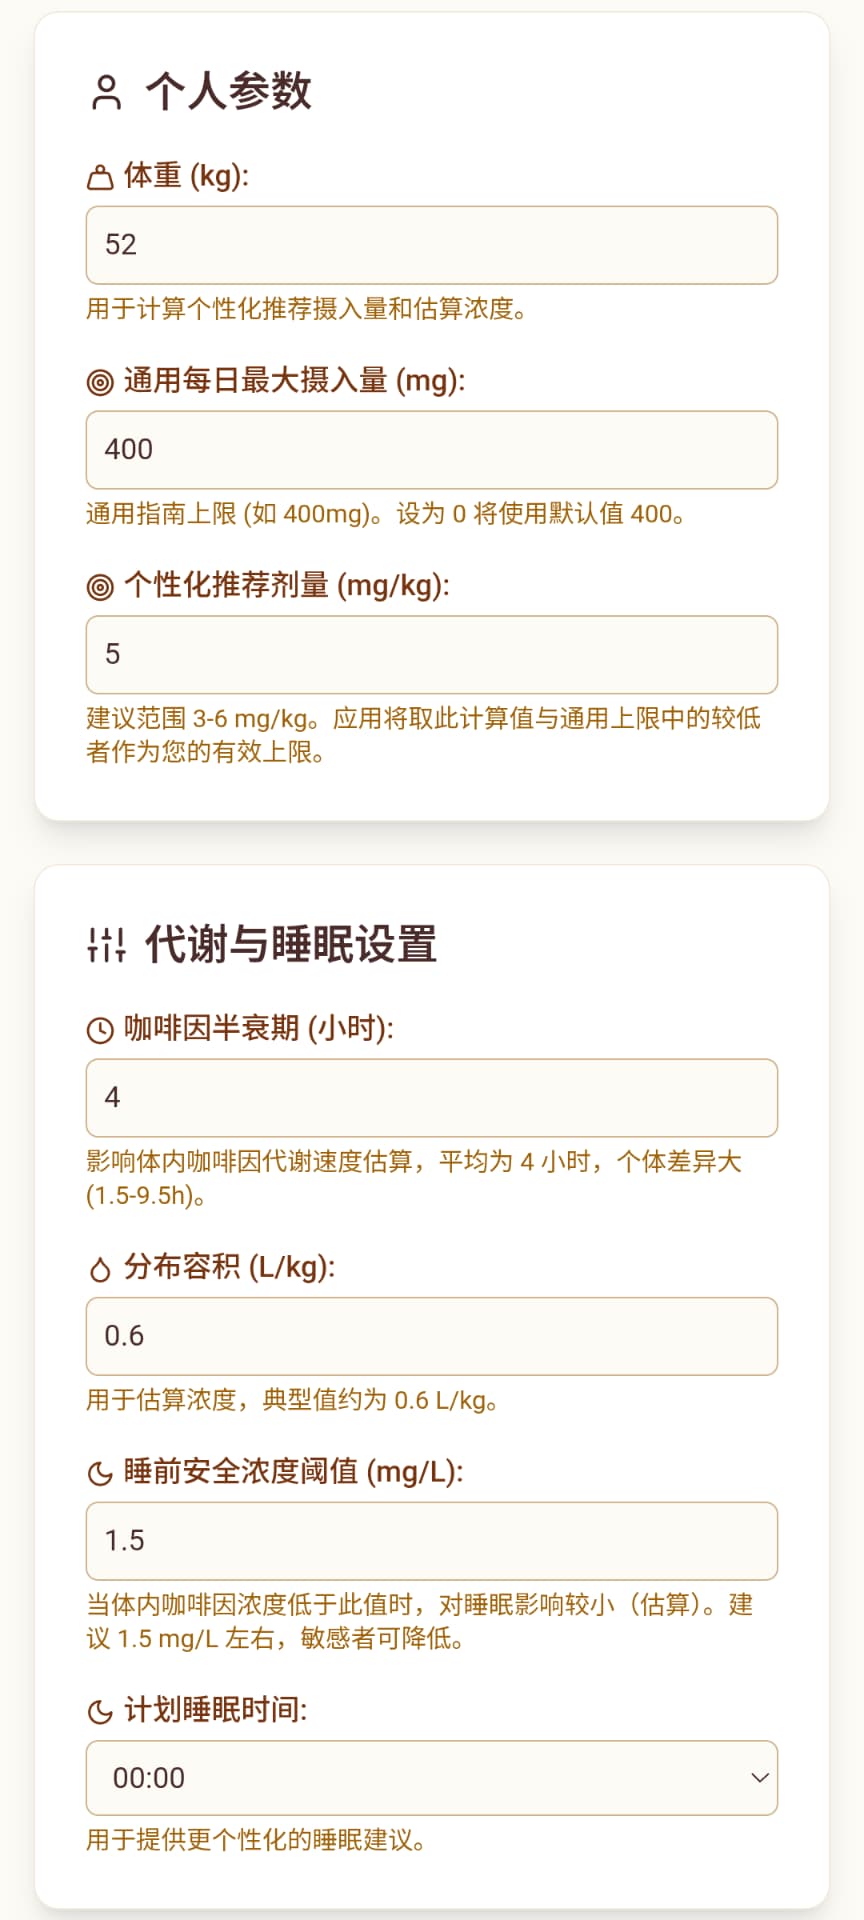 个人参数
体重 (kg):
52
用于计算个性化推荐摄入量和估算浓度。
通用每日最大摄入量 (mg):
400
通用指南上限 (如 400mg)。设为 0 将使用默认值 400。
个性化推荐剂量 (mg/kg):
5
建议范围 3-6 mg/kg。应用将取此计算值与通用上限中的较低
者作为您的有效上限。
代谢与睡眠设置
咖啡因半衰期 (小时):
4
影响体内咖啡因代谢速度估算，平均为 4 小时，个体差异大
(1.5-9.5h)。
分布容积 (L/kg):
0.6
用于估算浓度，典型值约为 0.6 L/kg。
睡前安全浓度阈值 (mg/L):
1.5
当体内咖啡因浓度低于此值时，对睡眠影响较小（估算）。建
议 1.5 mg/L 左右，敏感者可降低。
计划睡眠时间:
00:00
用于提供更个性化的睡眠建议。